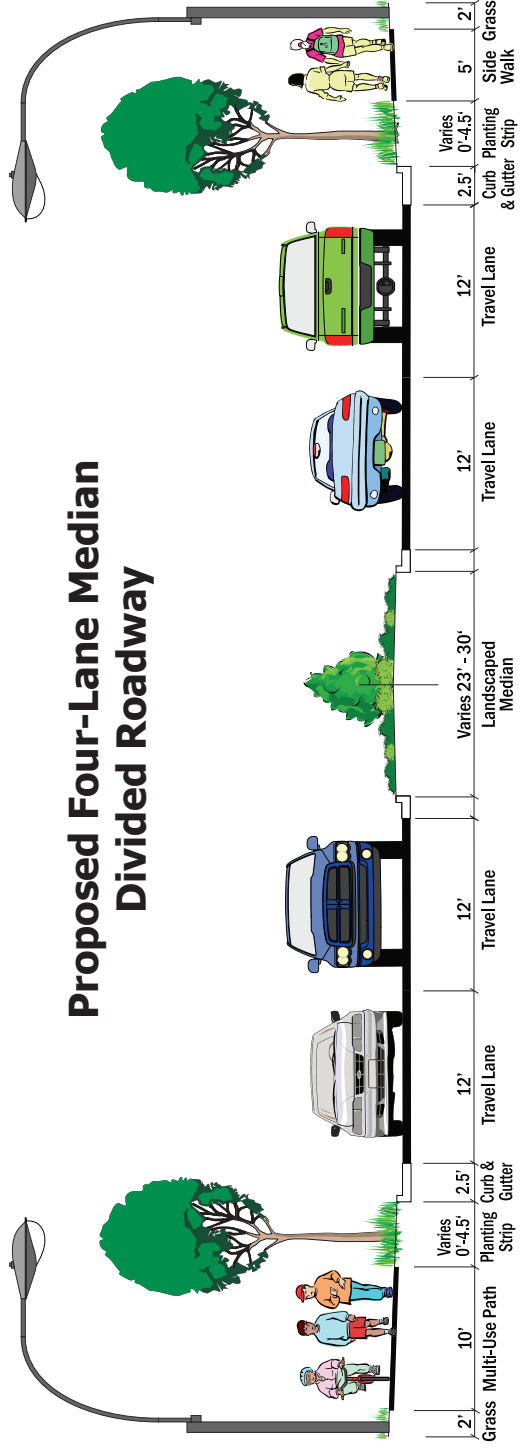 Proposed Four-Lane Median
Divided Roadway
2’
Grass
10’
Multi-Use Path
Varies
0’-4.5‘
Planting
Strip
2.5’
Curb &
Gutter
12’
Travel Lane
12’
Travel Lane
Varies 23’ - 30‘
Landscaped
Median
12’
Travel Lane
12’
Travel Lane
2.5’
Curb
& Gutter
Varies
0’-4.5’
Planting
Strip
5’
Side
Walk
2’
Grass